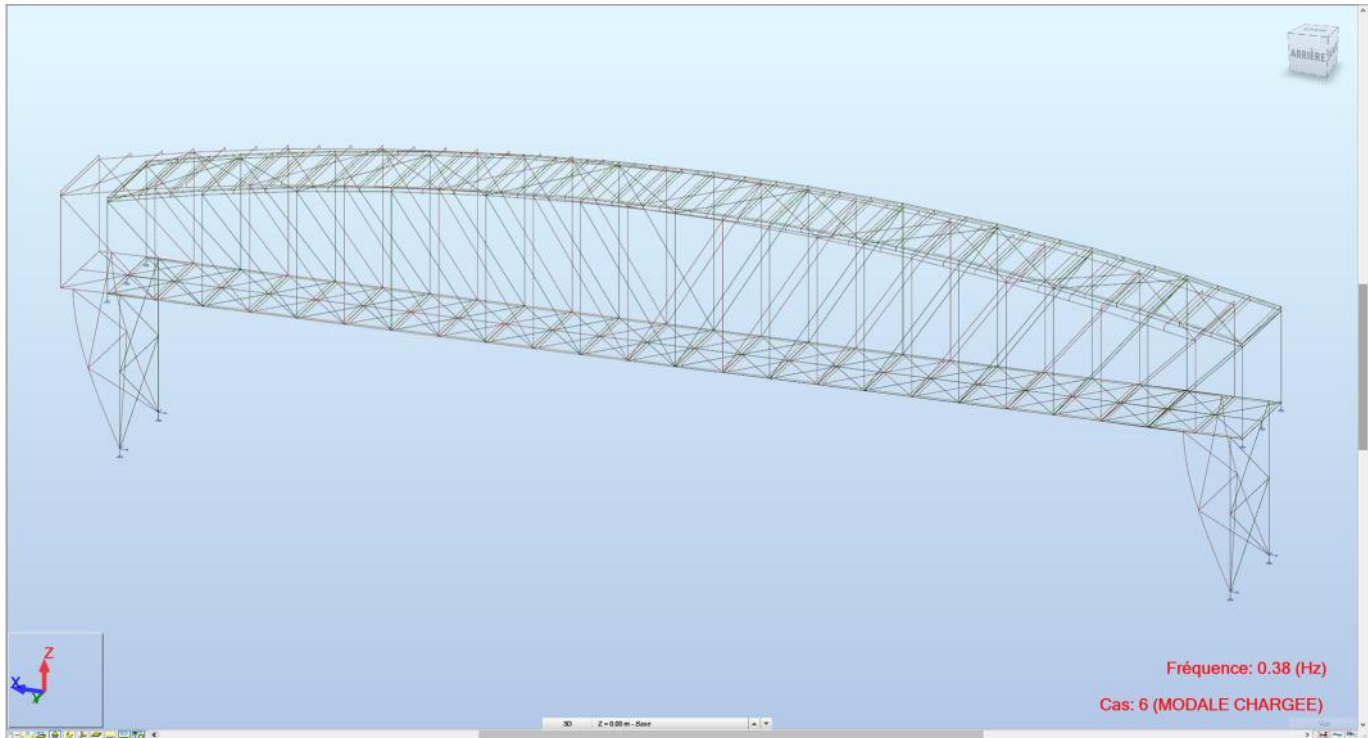 ARRIÈRE
Z
X
Y
Fréquence: 0.38 (Hz)
Cas: 6 (MODALE CHARGEE)
3D Z = 0.00 m - Base